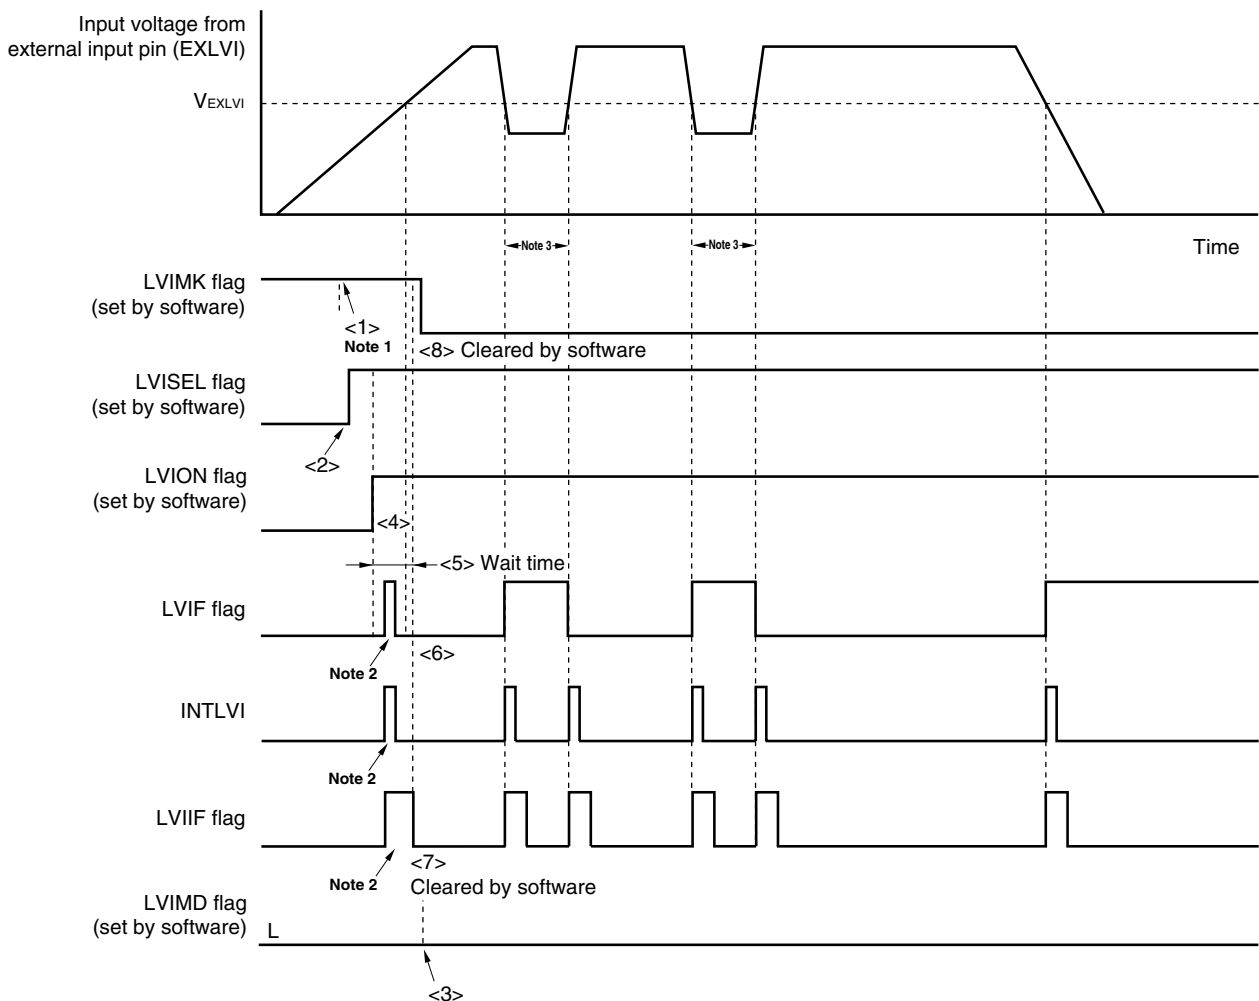 Input voltage from
external input pin (EXLVI)
VEXLVI
Note 3
Note 3
Time
LVIMK flag
(set by software)
<1>
Note 1
<8> Cleared by software
LVISEL flag
(set by software)
<2>
LVION flag
(set by software)
<4>
<5> Wait time
LVIF flag
Note 2
<6>
INTLVI
Note 2
LVIIF flag
Note 2
<7>
Cleared by software
LVIMD flag
(set by software)
L
<3>